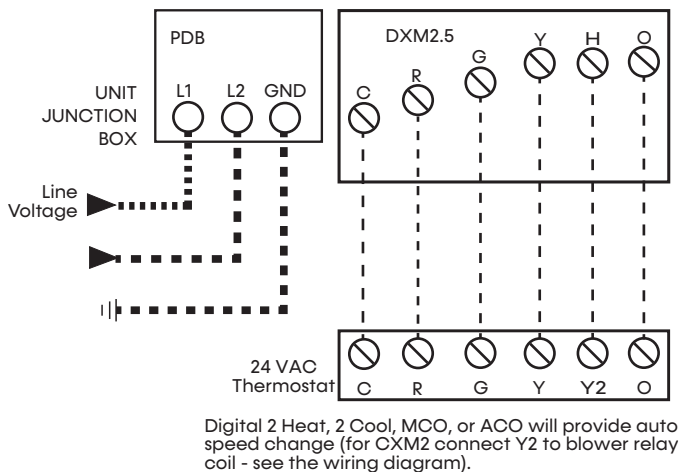 PDB
L1 L2 GND
UNIT
JUNCTION
BOX
Line
Voltage
DXM2.5
C R G Y H O
24 VAC
Thermostat
C R G Y Y2 O
Digital 2 Heat, 2 Cool, MCO, or ACO will provide auto
speed change (for CXM2 connect Y2 to blower relay
coil - see the wiring diagram).